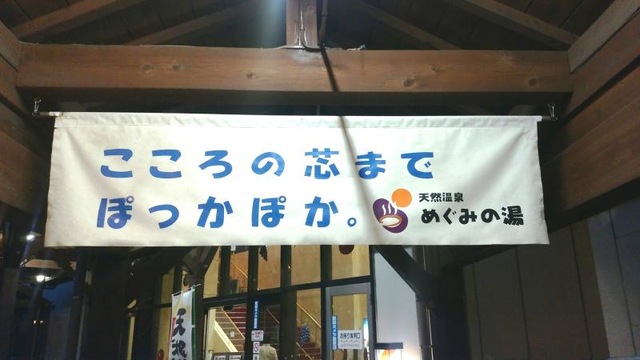 こころの芯まで
ぽっかぽか。
天然温泉
めぐみの湯